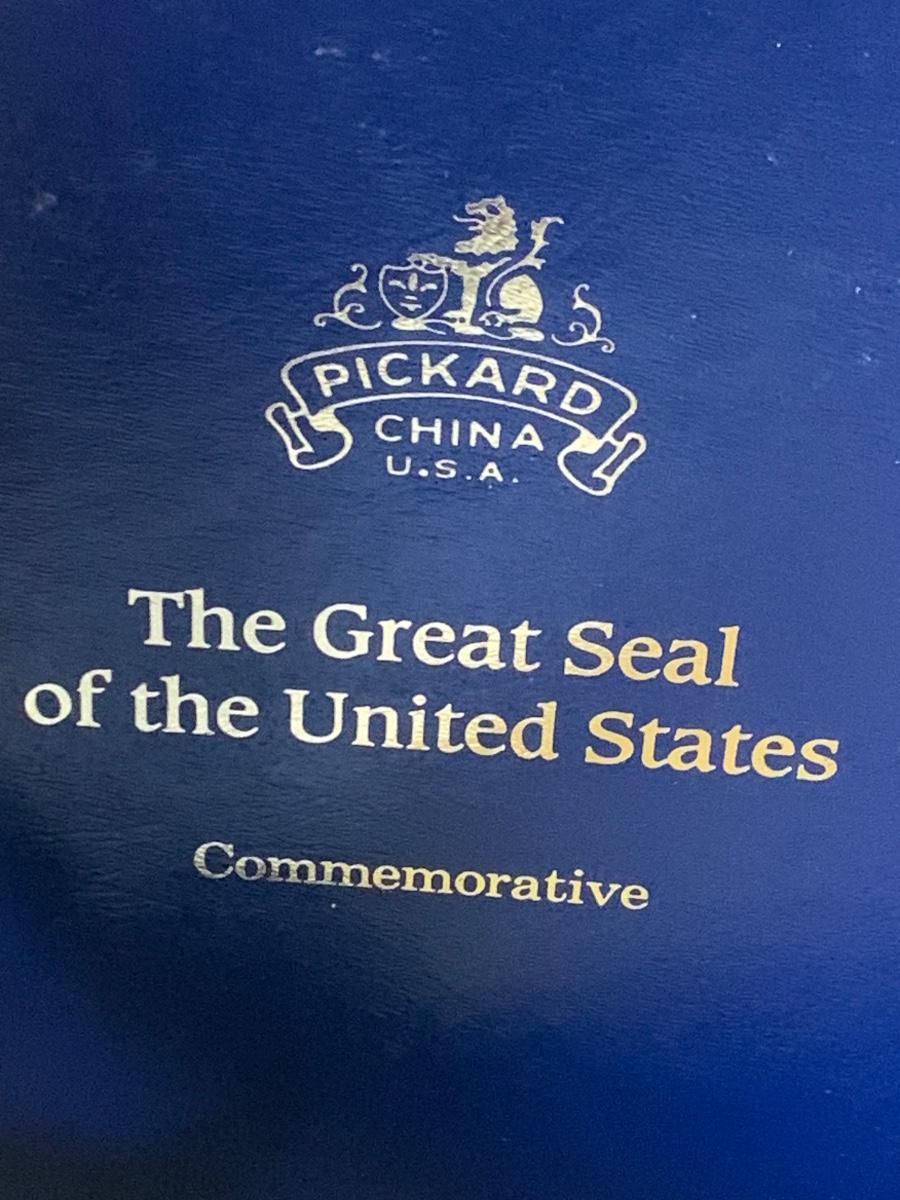 PICKARD
CHINA
U.S.A.
The Great Seal
of the United States
Commemorative